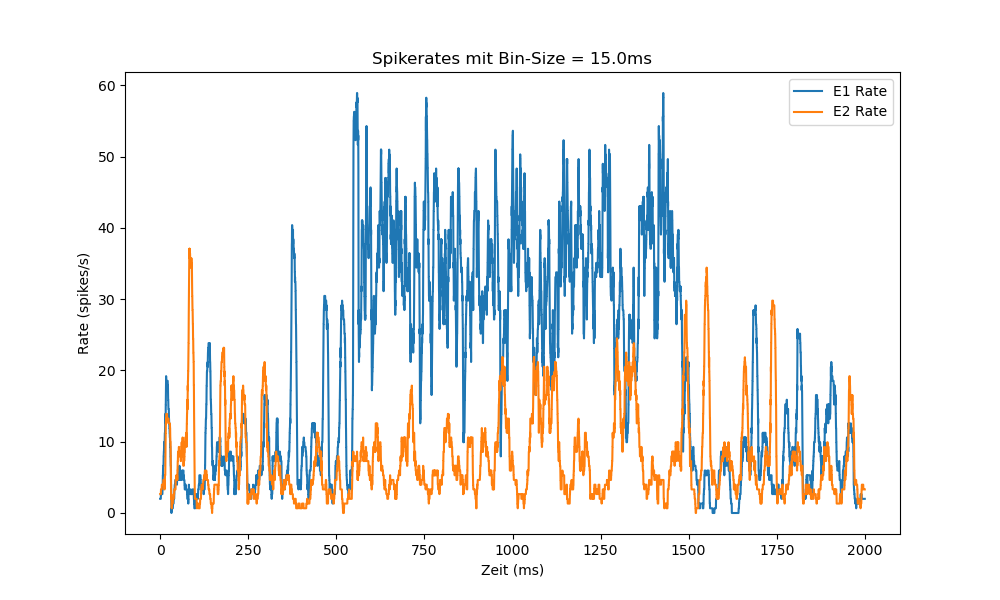 Spikerates mit Bin-Size = 15.0ms
E1 Rate
E2 Rate
Rate (spikes/s)
60
50
40
30
20
10
0
0 250 500 750 1000 1250 1500 1750 2000
Zeit (ms)